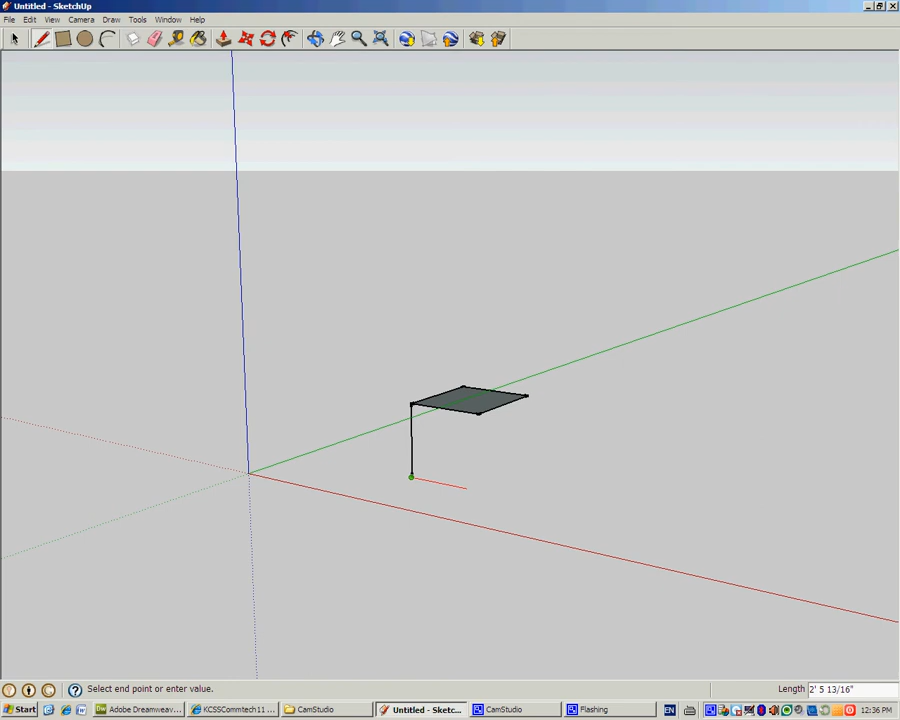 Untitled - SketchUp
File Edit View Camera Draw Tools Window Help
Select end point or enter value.
Length 2' 5 13/16"
Start
Adobe Dreamweav...
KCSSCommtech11 ...
CamStudio
Untitled - Sketc...
CamStudio
Flashing
EN
12:36 PM